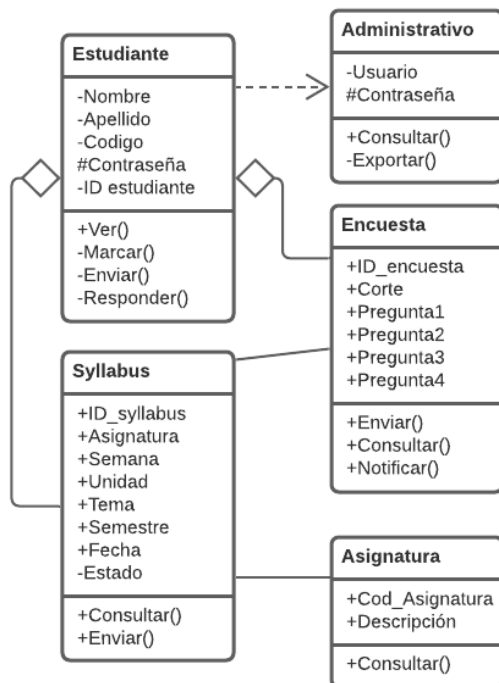 Estudiante
-Nombre
-Apellido
-Codigo
#Contraseña
-ID estudiante
+Ver()
-Marcar()
-Enviar()
-Responder()
Administrativo
-Usuario
#Contraseña
+Consultar()
-Exportar()
Encuesta
+ID_encuesta
+Corte
+Pregunta1
+Pregunta2
+Pregunta3
+Pregunta4
+Enviar()
+Consultar()
+Notificar()
Syllabus
+ID_syllabus
+Asignatura
+Semana
+Unidad
+Tema
+Semestre
+Fecha
-Estado
+Consultar()
+Enviar()
Asignatura
+Cod_Asignatura
+Descripción
+Consultar()